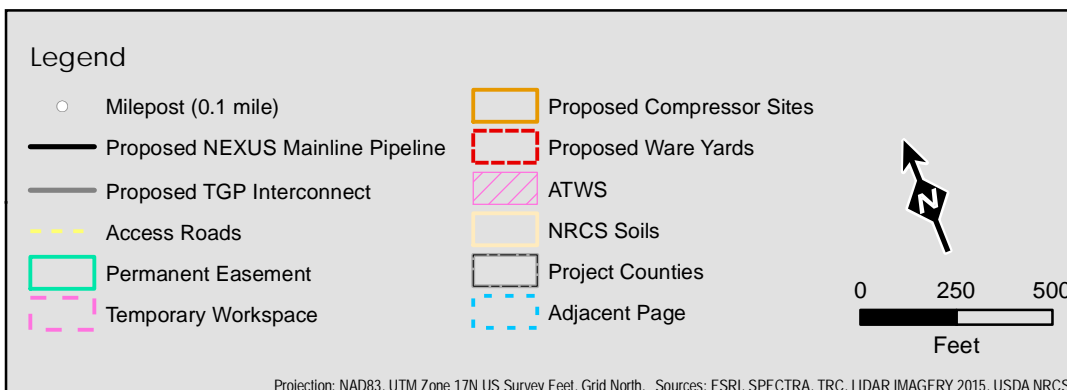 Legend
Milepost (0.1 mile)
Proposed NEXUS Mainline Pipeline
Proposed TGP Interconnect
Access Roads
Permanent Easement
Temporary Workspace
Proposed Compressor Sites
Proposed Ware Yards
ATWS
NRCS Soils
Project Counties
Adjacent Page
N
0 250 500
Feet
Projection: NAD83, UTM Zone 17N US Survey Feet, Grid North. Sources: ESRI, SPECTRA, TRC, LIDAR IMAGERY 2015, USDA NRCS